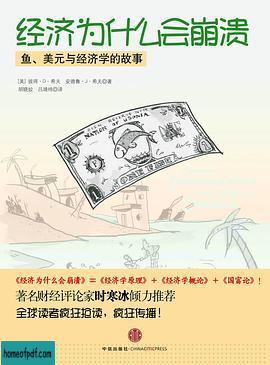 经济为什么会崩溃
鱼、美元与经济学的故事
[美] 彼得·D·希夫 安德鲁·J·希夫 著
胡晓姣 吕靖纬 译
ONE
《经济为什么会崩溃》=《经济学原理》+《经济学概论》+《国富论》!
著名财经评论家时寒冰倾力推荐
全球读者疯狂抢读,疯狂传播!
中信出版社·CHINACITICPRESS
homeofpdf.com